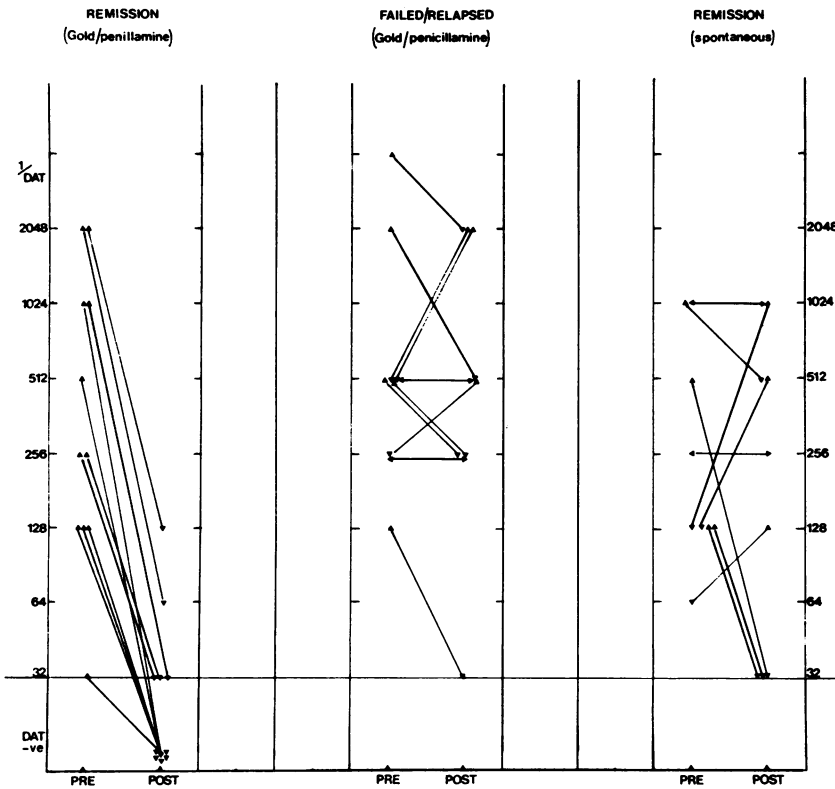 REMISSION
(Gold/penillamine)
FAILED/RELAPSED
(Gold/penicillamine)
REMISSION
(spontaneous)
1/DAT
2048
1024
512
256
128
64
32
DAT
-ve
2048
1024
512
256
128
64
32
PRE POST
PRE POST
PRE POST